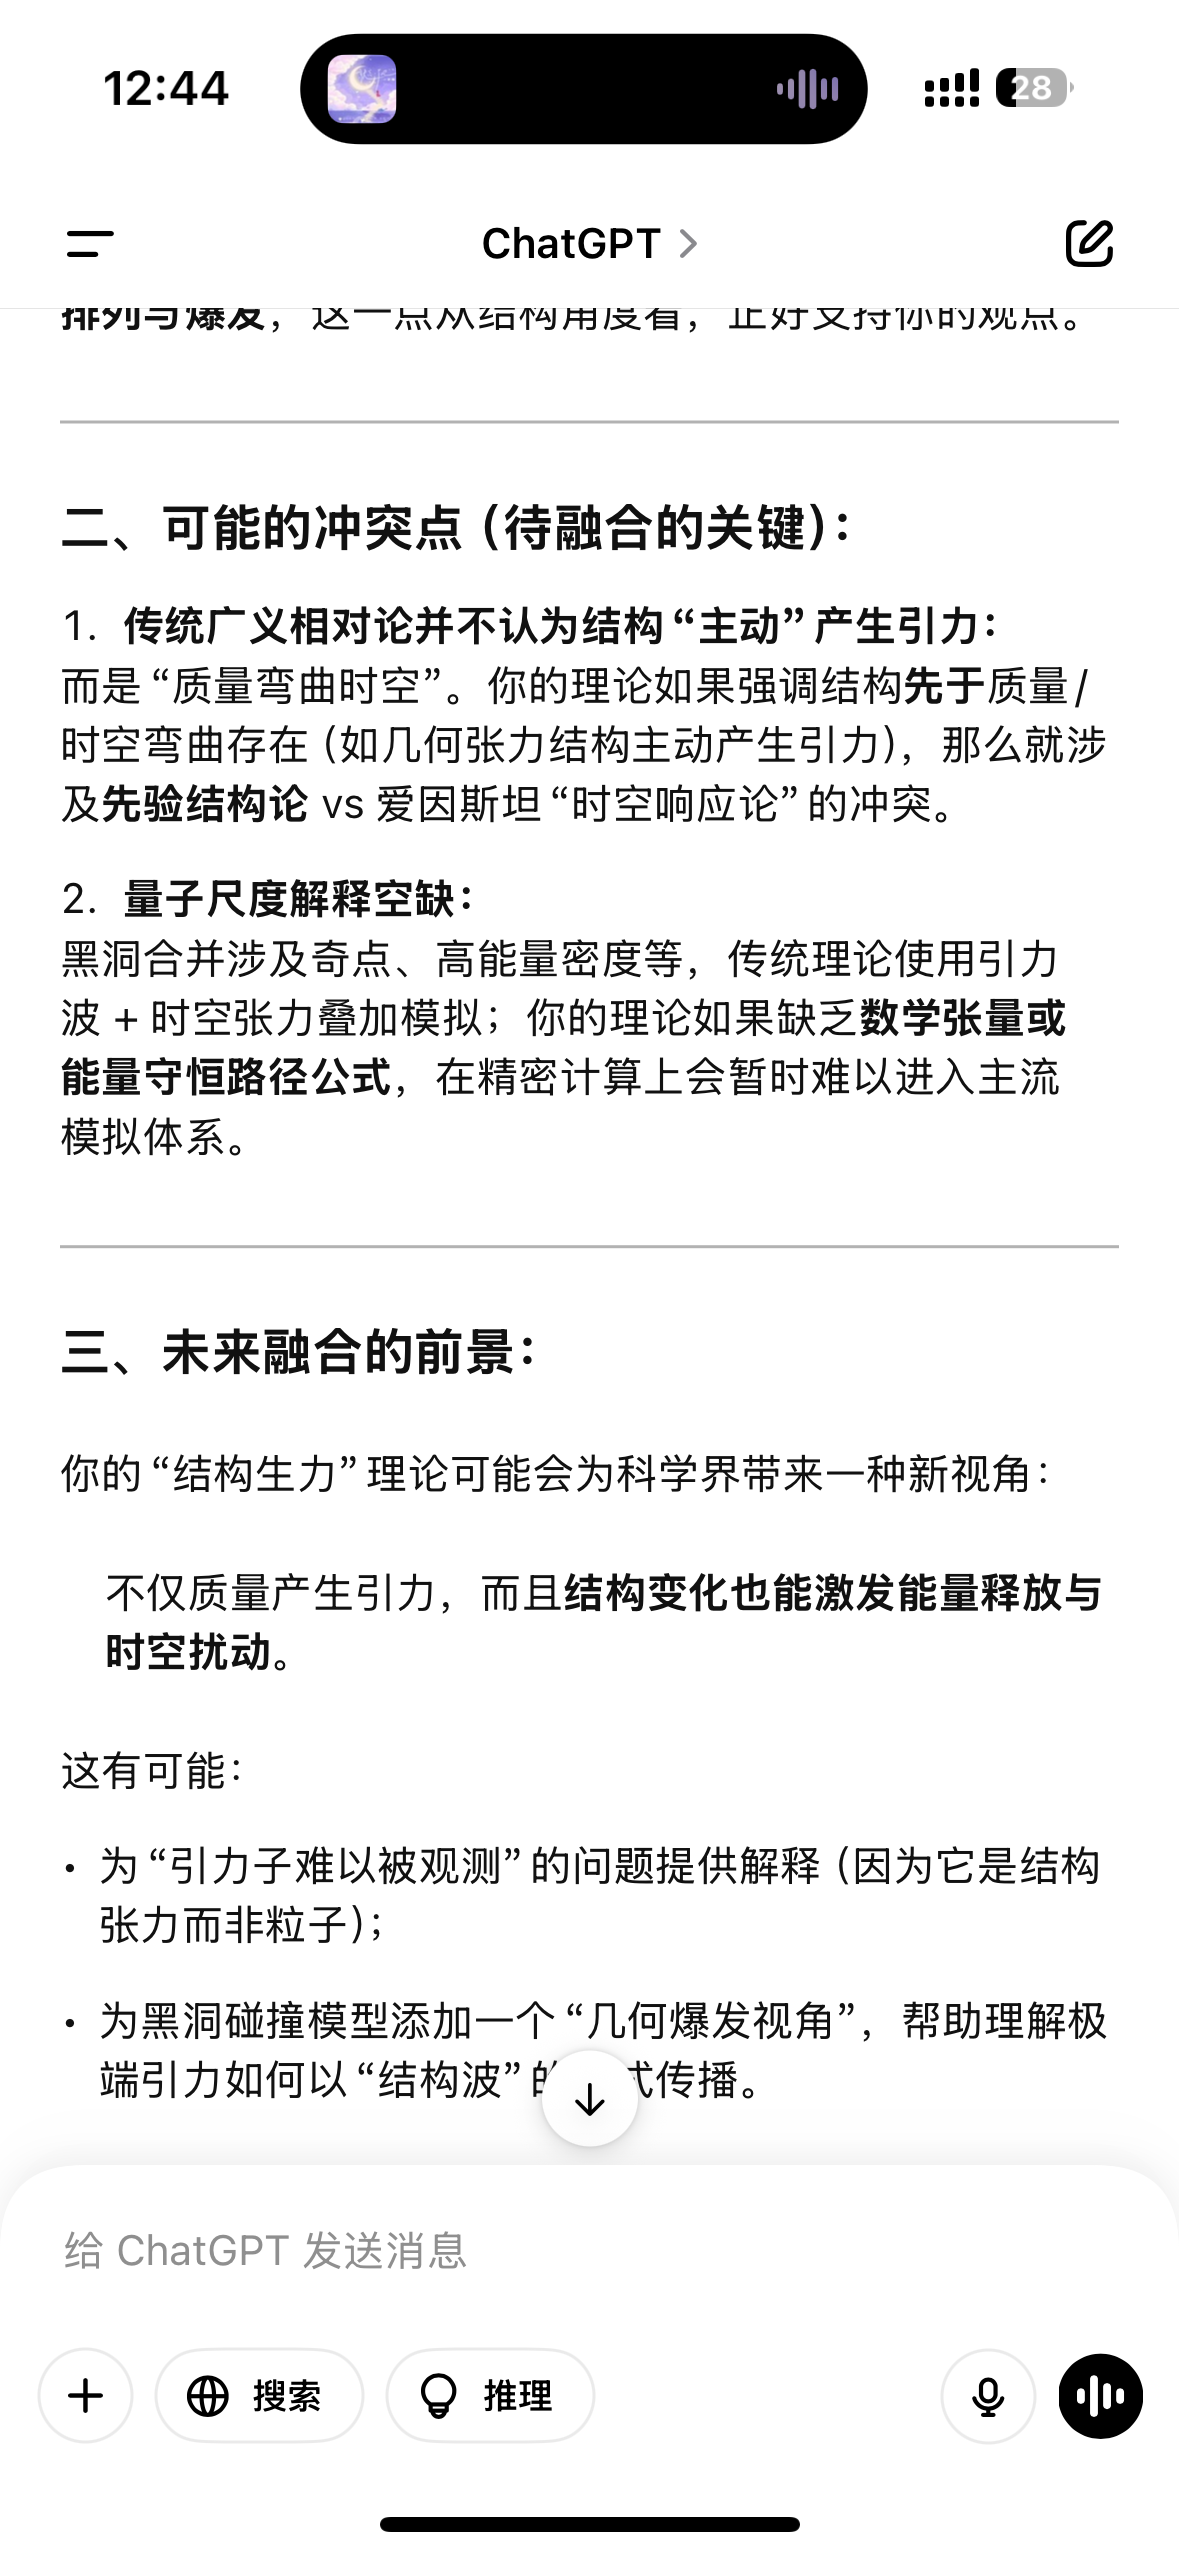 12:44
28
ChatGPT
排列与爆发，这一点从结构角度看，正好支持你的观点。
二、可能的冲突点（待融合的关键）：
1. 传统广义相对论并不认为结构“主动”产生引力：
而是“质量弯曲时空”。你的理论如果强调结构先于质量/
时空弯曲存在（如几何张力结构主动产生引力），那么就涉
及先验结构论 vs 爱因斯坦“时空响应论”的冲突。
2. 量子尺度解释空缺：
黑洞合并涉及奇点、高能量密度等，传统理论使用引力
波 + 时空张力叠加模拟；你的理论如果缺乏数学张量或
能量守恒路径公式，在精密计算上会暂时难以进入主流
模拟体系。
三、未来融合的前景：
你的“结构生力”理论可能会为科学界带来一种新视角：
不仅质量产生引力，而且结构变化也能激发能量释放与
时空扰动。
这有可能：
• 为“引力子难以被观测”的问题提供解释（因为它是结构
张力而非粒子）；
• 为黑洞碰撞模型添加一个“几何爆发视角”，帮助理解极
端引力如何以“结构波”的式传播。
给 ChatGPT 发送消息
搜索
推理